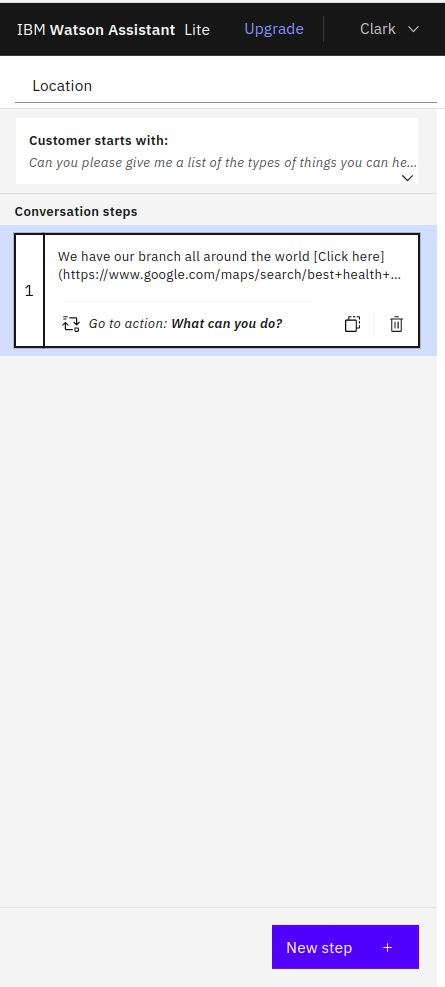 IBM Watson Assistant Lite Upgrade Clark
Location
Customer starts with:
Can you please give me a list of the types of things you can he...
Conversation steps
1
We have our branch all around the world [Click here]
(https://www.google.com/maps/search/best+health+...
Go to action: What can you do?
New step +